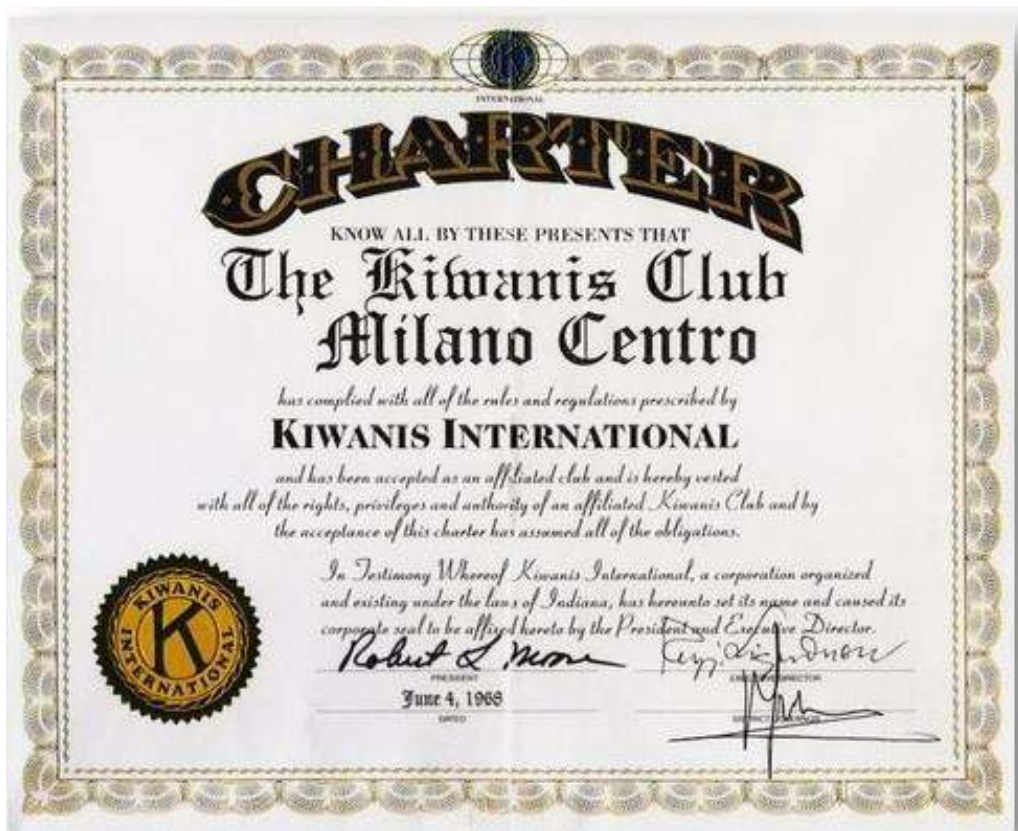 K
INTERNATIONAL
CHARTER
KNOW ALL BY THESE PRESENTS THAT
The Kiwanis Club
Milano Centro
has complied with all of the rules and regulations prescribed by
KIWANIS INTERNATIONAL
and has been accepted as an affiliated club and is hereby vested
with all of the rights, privileges and authority of an affiliated Kiwanis Club and by
the acceptance of this charter has assumed all of the obligations.
In Testimony Whereof Kiwanis International, a corporation organized
and existing under the laws of Indiana, has hereunto set its name and caused its
corporate seal to be affixed hereto by the President and Executive Director.
KIWANIS
K
INTERNATIONAL
Robert L Moore
PRESIDENT
EXECUTIVE DIRECTOR
June 4, 1968
DATED